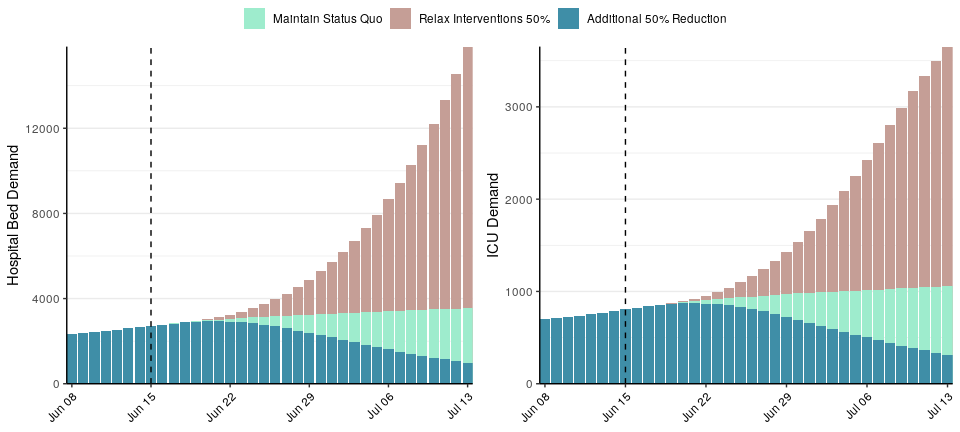 Maintain Status Quo Relax Interventions 50% Additional 50% Reduction
Hospital Bed Demand
12000
8000
4000
0
Jun 08 Jun 15 Jun 22 Jun 29 Jul 06 Jul 13
ICU Demand
3000
2000
1000
0
Jun 08 Jun 15 Jun 22 Jun 29 Jul 06 Jul 13